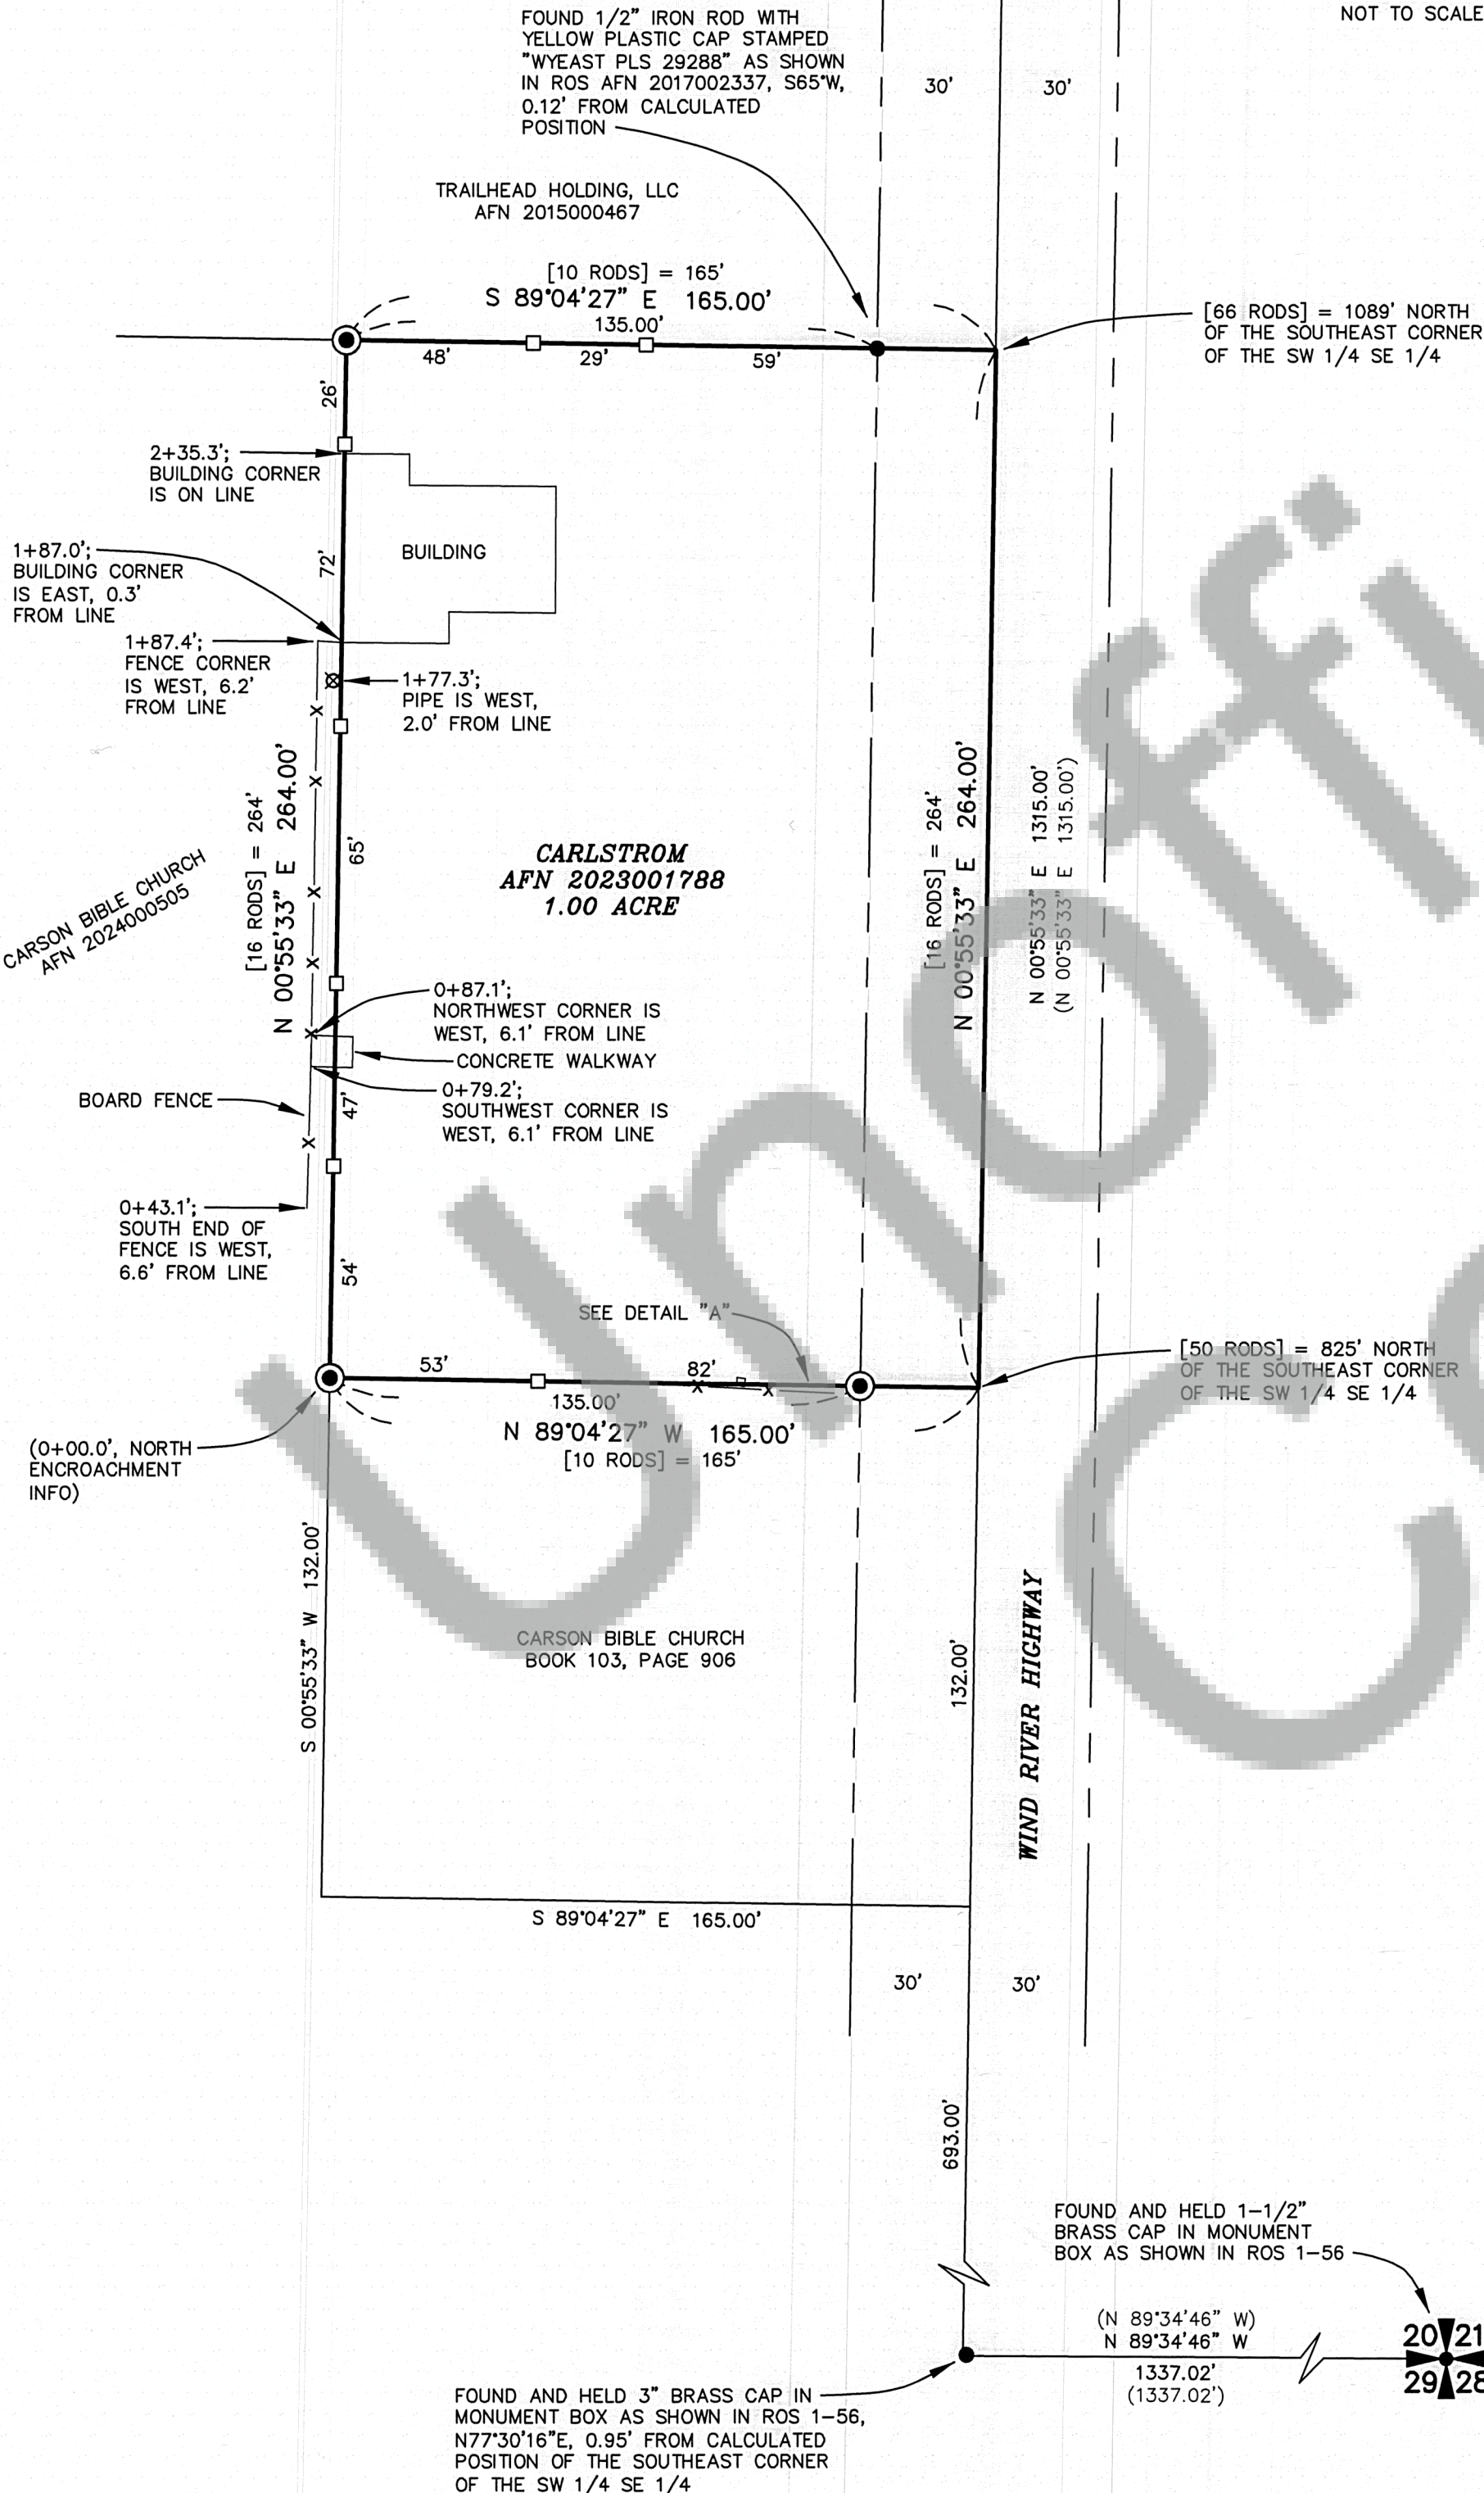 NOT TO SCALE
FOUND 1/2" IRON ROD WITH
YELLOW PLASTIC CAP STAMPED
"WYEAST PLS 29288" AS SHOWN
IN ROS AFN 2017002337, S65°W,
0.12' FROM CALCULATED
POSITION
30'
30'
TRAILHEAD HOLDING, LLC
AFN 2015000467
[10 RODS] = 165'
S 89°04'27" E 165.00'
135.00'
48'
29'
59'
[66 RODS] = 1089' NORTH
OF THE SOUTHEAST CORNER
OF THE SW 1/4 SE 1/4
26'
2+35.3';
BUILDING CORNER
IS ON LINE
72'
BUILDING
1+87.0';
BUILDING CORNER
IS EAST, 0.3'
FROM LINE
1+87.4';
FENCE CORNER
IS WEST, 6.2'
FROM LINE
1+77.3';
PIPE IS WEST,
2.0' FROM LINE
[16 RODS] = 264'
N 00°55'33" E 264.00'
65'
CARLSTROM
AFN 2023001788
1.00 ACRE
[16 RODS] = 264'
N 00°55'33" E 264.00'
N 00°55'33" E 1315.00'
(N 00°55'33" E 1315.00')
CARSON BIBLE CHURCH
AFN 2024000505
0+87.1';
NORTHWEST CORNER IS
WEST, 6.1' FROM LINE
CONCRETE WALKWAY
0+79.2';
SOUTHWEST CORNER IS
WEST, 6.1' FROM LINE
BOARD FENCE
47'
0+43.1';
SOUTH END OF
FENCE IS WEST,
6.6' FROM LINE
54'
SEE DETAIL "A"
[50 RODS] = 825' NORTH
OF THE SOUTHEAST CORNER
OF THE SW 1/4 SE 1/4
53'
82'
135.00'
N 89°04'27" W 165.00'
[10 RODS] = 165'
(0+00.0', NORTH
ENCROACHMENT
INFO)
S 00°55'33" W 132.00'
CARSON BIBLE CHURCH
BOOK 103, PAGE 906
132.00'
WIND RIVER HIGHWAY
S 89°04'27" E 165.00'
30'
30'
693.00'
FOUND AND HELD 1-1/2"
BRASS CAP IN MONUMENT
BOX AS SHOWN IN ROS 1-56
(N 89°34'46" W)
N 89°34'46" W
1337.02'
(1337.02')
20 21
29 28
FOUND AND HELD 3" BRASS CAP IN
MONUMENT BOX AS SHOWN IN ROS 1-56,
N77°30'16"E, 0.95' FROM CALCULATED
POSITION OF THE SOUTHEAST CORNER
OF THE SW 1/4 SE 1/4